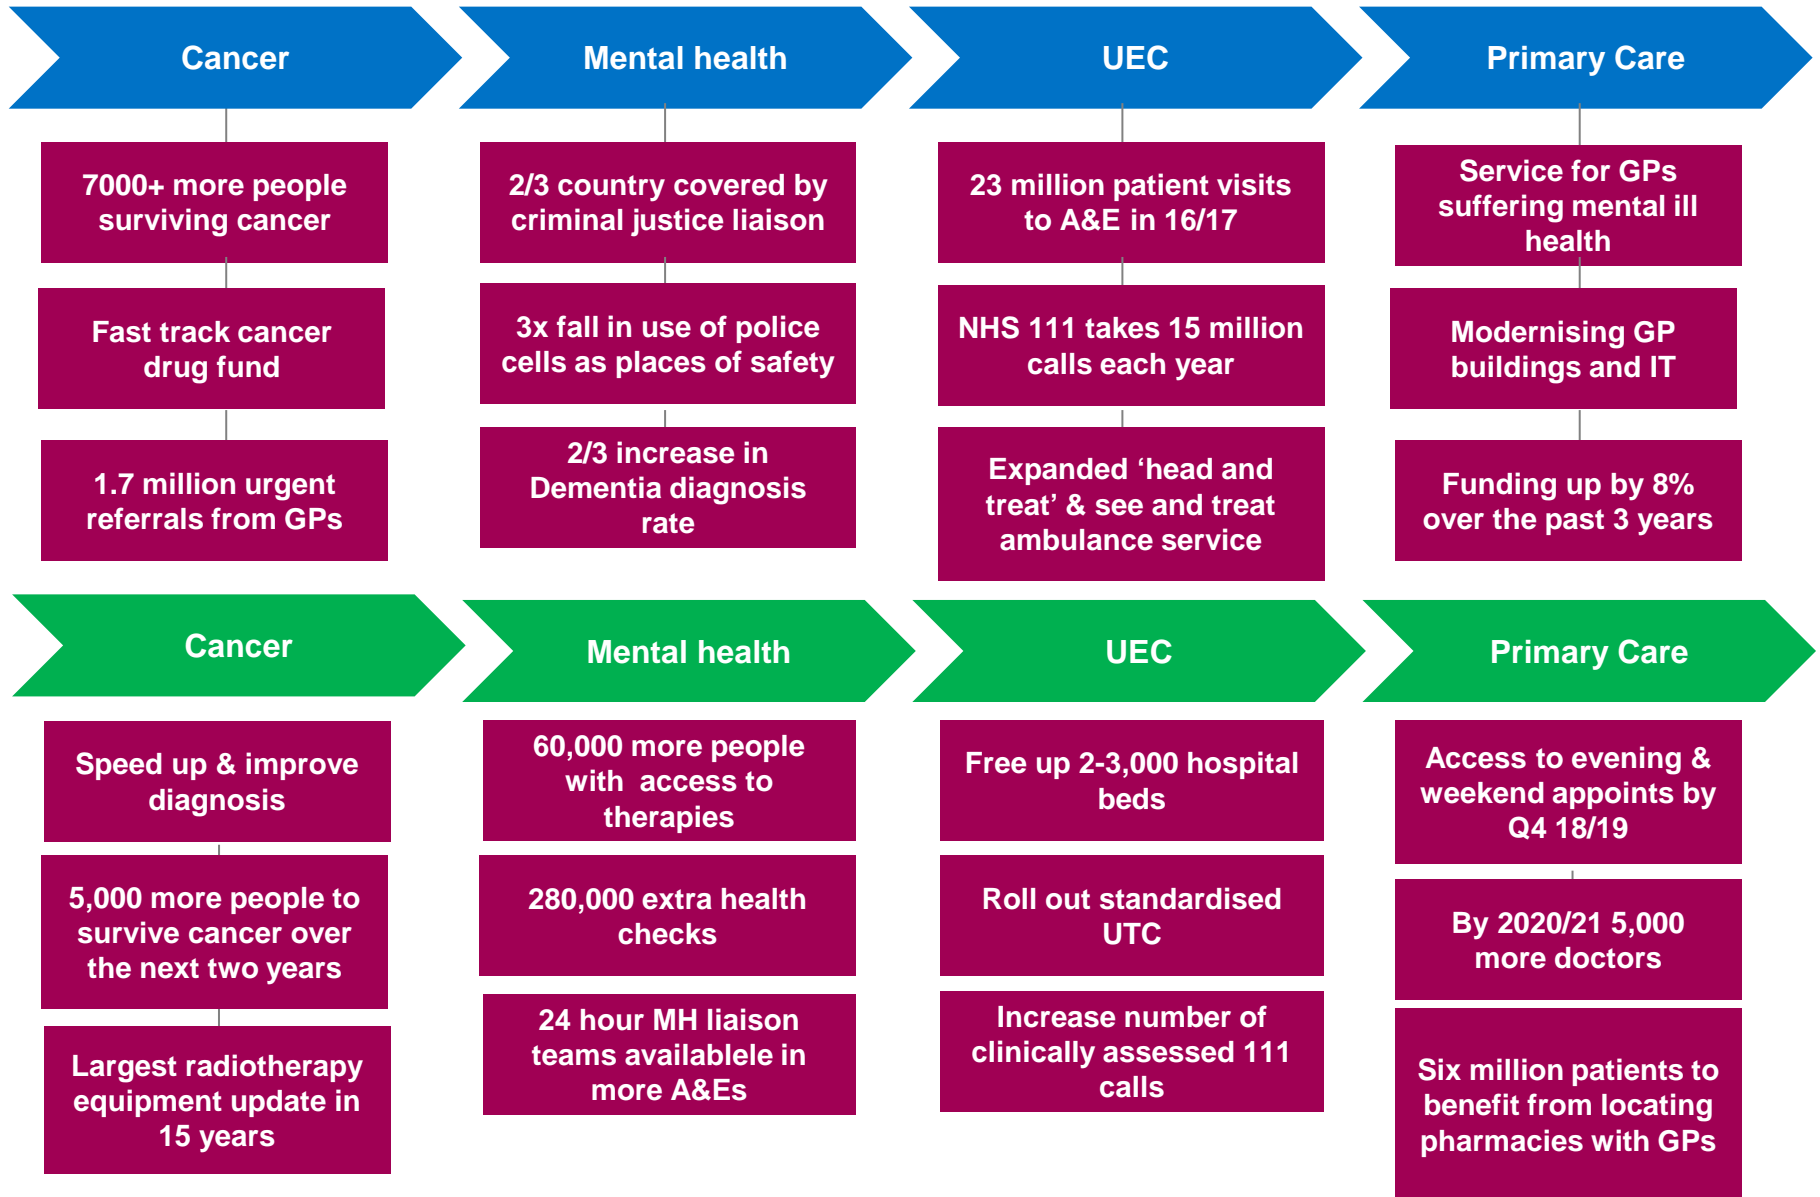 Cancer
Mental health
UEC
Primary Care
7000+ more people
surviving cancer
2/3 country covered by
criminal justice liaison
23 million patient visits
to A&E in 16/17
Service for GPs
suffering mental ill
health
Fast track cancer
drug fund
3x fall in use of police
cells as places of safety
NHS 111 takes 15 million
calls each year
Modernising GP
buildings and IT
1.7 million urgent
referrals from GPs
2/3 increase in
Dementia diagnosis
rate
Expanded ‘head and
treat’ & see and treat
ambulance service
Funding up by 8%
over the past 3 years
Cancer
Mental health
UEC
Primary Care
Speed up & improve
diagnosis
60,000 more people
with  access to
therapies
Free up 2-3,000 hospital
beds
Access to evening &
weekend appoints by
Q4 18/19
5,000 more people to
survive cancer over
the next two years
280,000 extra health
checks
Roll out standardised
UTC
By 2020/21 5,000
more doctors
Largest radiotherapy
equipment update in
15 years
24 hour MH liaison
teams availablele in
more A&Es
Increase number of
clinically assessed 111
calls
Six million patients to
benefit from locating
pharmacies with GPs